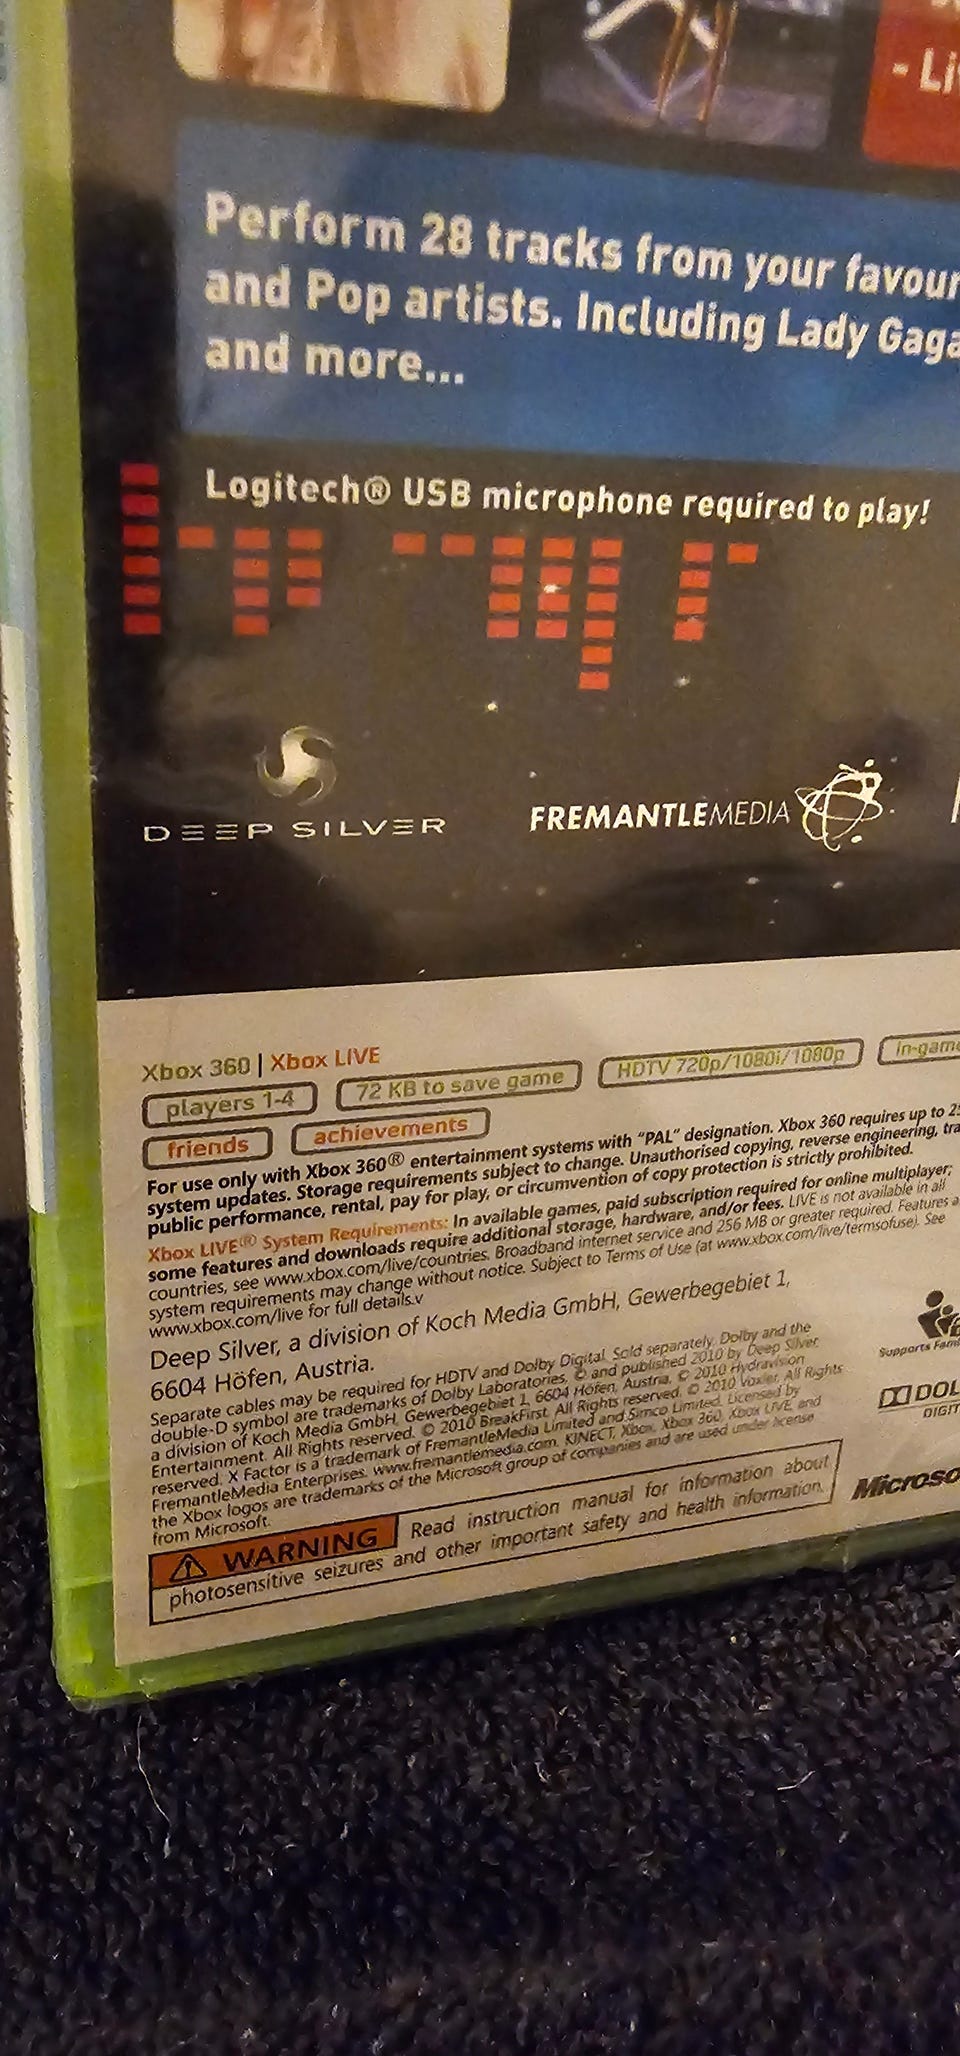 - Li
Perform 28 tracks from your favour
and Pop artists. Including Lady Gaga
and more...
Logitech® USB microphone required to play!
DEEP SILVER
FREMANTLEMEDIA
Xbox 360 | Xbox LIVE
players 1-4
72 KB to save game
HDTV 720p/1080i/1080p
in-game
friends
achievements
For use only with Xbox 360® entertainment systems with "PAL" designation. Xbox 360 requires up to 25
system updates. Storage requirements subject to change. Unauthorised copying, reverse engineering, tra
public performance, rental, pay for play, or circumvention of copy protection is strictly prohibited.
Xbox LIVE® System Requirements: In available games, paid subscription required for online multiplayer;
some features and downloads require additional storage, hardware, and/or fees. LIVE is not available in all
countries, see www.xbox.com/live/countries. Broadband internet service and 256 MB or greater required. Features a
system requirements may change without notice. Subject to Terms of Use (at www.xbox.com/live/termsofuse). See
www.xbox.com/live for full details.v
Deep Silver, a division of Koch Media GmbH, Gewerbegebiet 1,
6604 Höfen, Austria.
Separate cables may be required for HDTV and Dolby Digital. Sold separately. Dolby and the
double-D symbol are trademarks of Dolby Laboratories. © and published 2010 by Deep Silver,
a division of Koch Media GmbH, Gewerbegebiet 1, 6604 Höfen, Austria. © 2010 Hydravision
Entertainment. All Rights reserved. © 2010 BreakFirst. All Rights reserved. © 2010 Voxler. All Rights
reserved. X Factor is a trademark of FremantleMedia Limited and Simco Limited. Licensed by
FremantleMedia Enterprises. www.fremantlemedia.com. KINECT, Xbox, Xbox 360, Xbox LIVE, and
the Xbox logos are trademarks of the Microsoft group of companies and are used under license
from Microsoft.
Supports Fami
DOL
DIGIT
Microso
WARNING Read instruction manual for information about
photosensitive seizures and other important safety and health information.